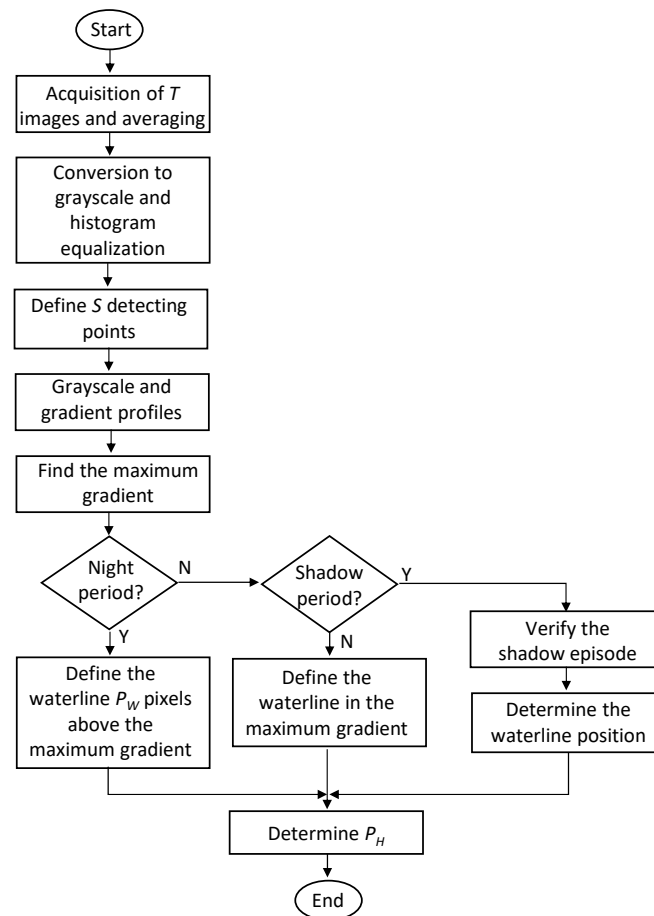 Start
Acquisition of T
images and averaging
Conversion to
grayscale and
histogram
equalization
Define S detecting
points
Grayscale and
gradient profiles
Find the maximum
gradient
Night
period?
N
Y
Shadow
period?
Y
N
Define the
waterline P_W pixels
above the
maximum gradient
Define the
waterline in the
maximum gradient
Verify the
shadow episode
Determine the
waterline position
Determine P_H
End